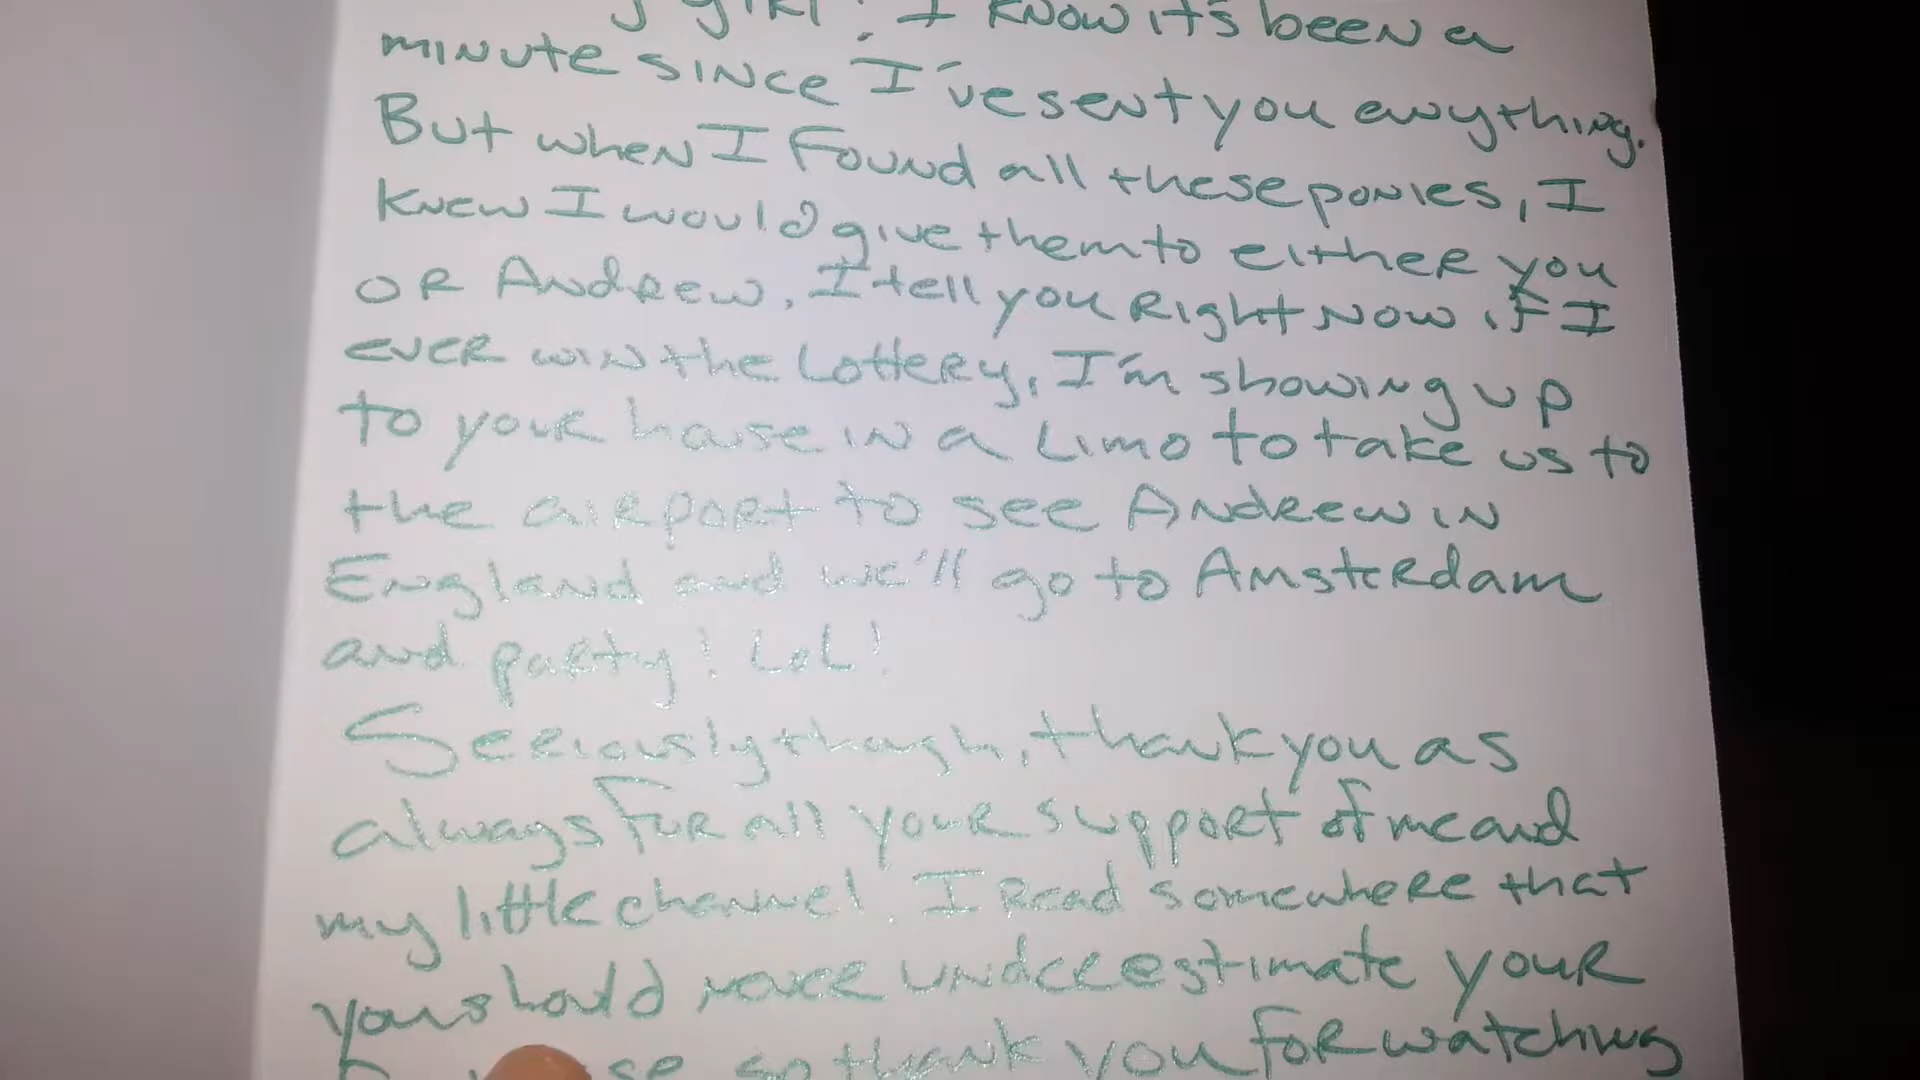 girl! I know it's been a
minute since I've sent you anything.
But when I found all these ponies, I
knew I would give them to either you
or Andrew. I tell you right now if I
ever win the Lottery, I'm showing up
to your house in a Limo to take us to
the airport to see Andrew in
England and we'll go to Amsterdam
and party! LoL!
Seriously though, thank you as
always for all your support of me and
my little channel. I read somewhere that
you should never underestimate your
so thank you for watching